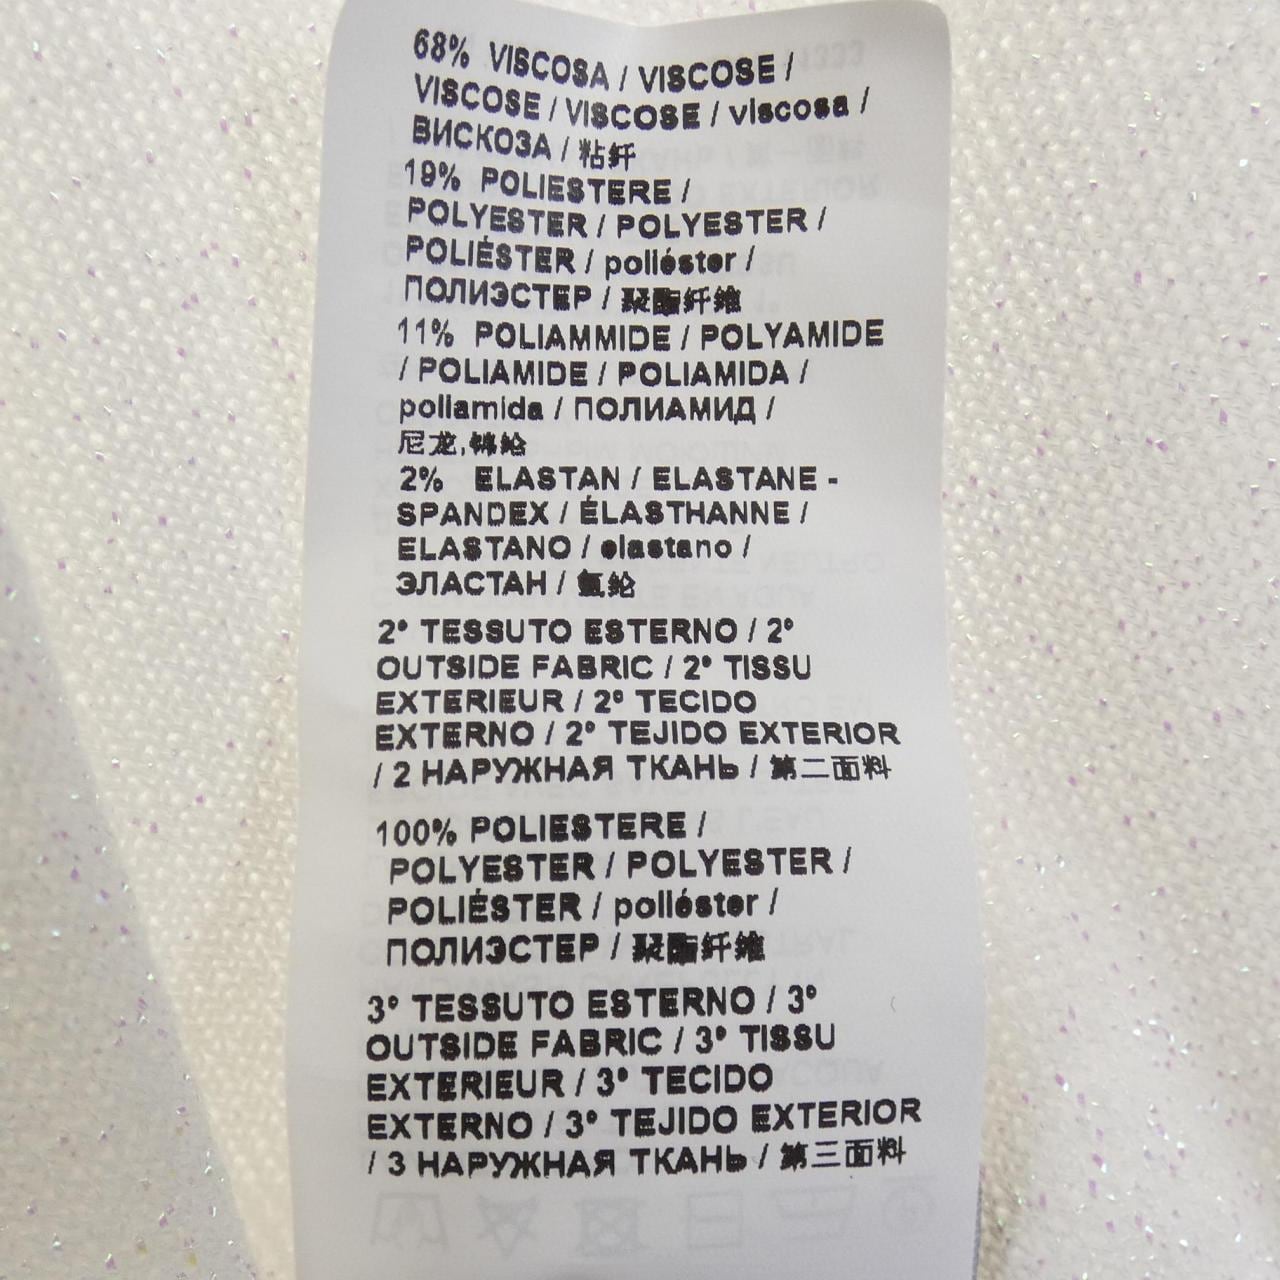 68% VISCOSA / VISCOSE /
VISCOSE / VISCOSE / viscosa /
ВИСКОЗА / 粘纤
19% POLIESTERE /
POLYESTER / POLYESTER /
POLIÉSTER / poliéster /
ПОЛИЭСТЕР / 聚酯纤维
11% POLIAMMIDE / POLYAMIDE
/ POLIAMIDE / POLIAMIDA /
poliamida / ПОЛИАМИД /
尼龙,锦纶
2% ELASTAN / ELASTANE -
SPANDEX / ÉLASTHANNE /
ELASTANO / elastano /
ЭЛАСТАН / 氨纶
2° TESSUTO ESTERNO / 2°
OUTSIDE FABRIC / 2° TISSU
EXTERIEUR / 2° TECIDO
EXTERNO / 2° TEJIDO EXTERIOR
/ 2 НАРУЖНАЯ ТКАНЬ / 第二面料
100% POLIESTERE /
POLYESTER / POLYESTER /
POLIÉSTER / poliéster /
ПОЛИЭСТЕР / 聚酯纤维
3° TESSUTO ESTERNO / 3°
OUTSIDE FABRIC / 3° TISSU
EXTERIEUR / 3° TECIDO
EXTERNO / 3° TEJIDO EXTERIOR
/ 3 НАРУЖНАЯ ТКАНЬ / 第三面料